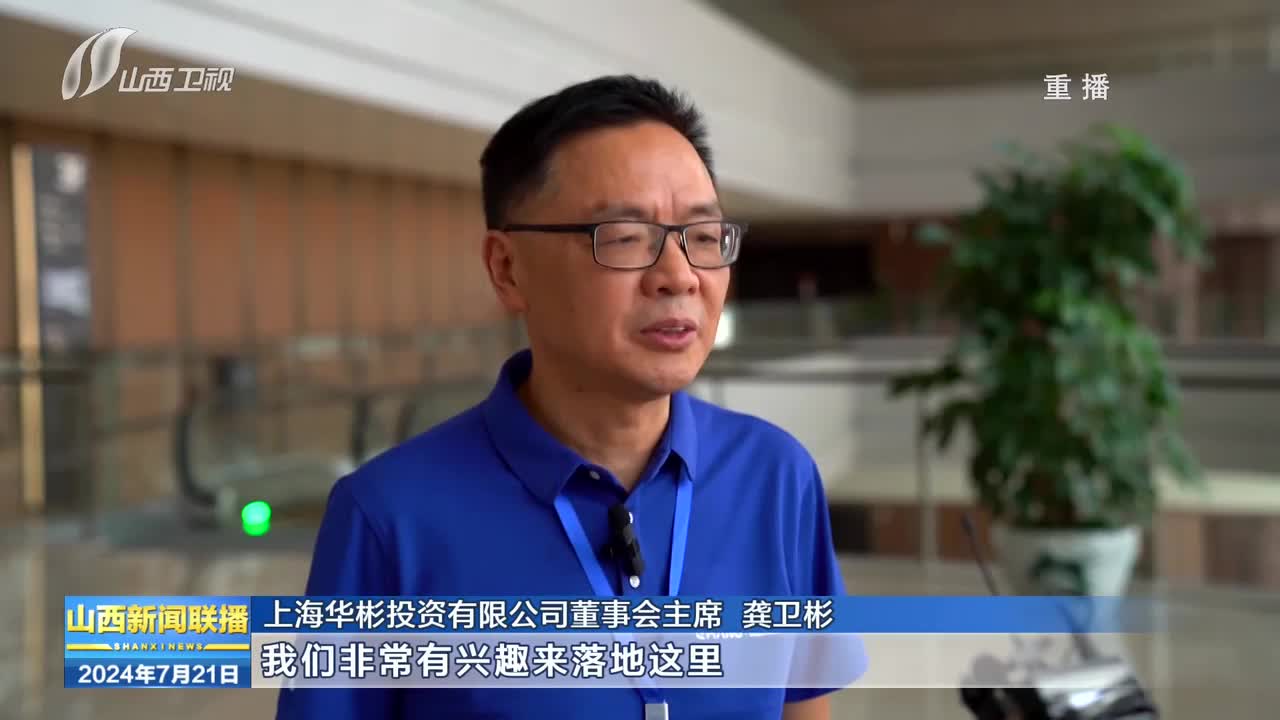 山西卫视
重播
山西新闻联播
SHANXI NEWS
2024年7月21日
上海华彬投资有限公司董事会主席 龚卫彬
我们非常有兴趣来落地这里